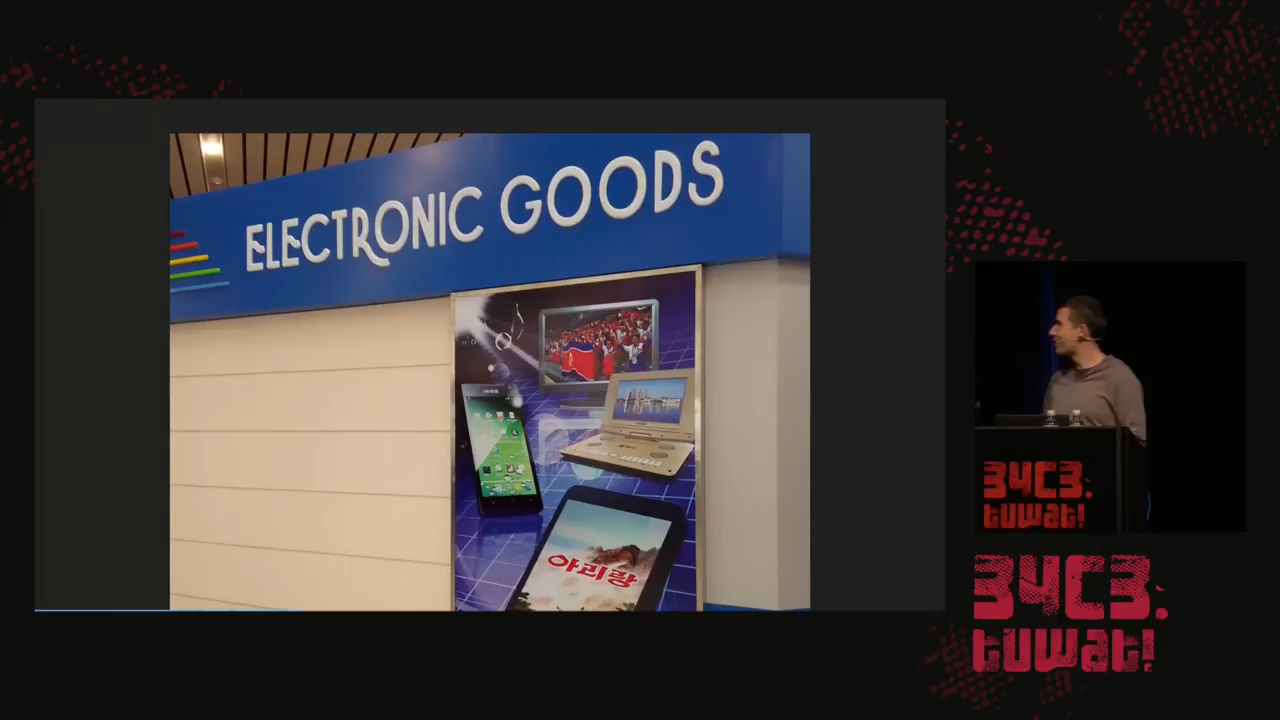 ELECTRONIC GOODS
아리랑
34C3.
tuwat!
34C3.
tuwat!